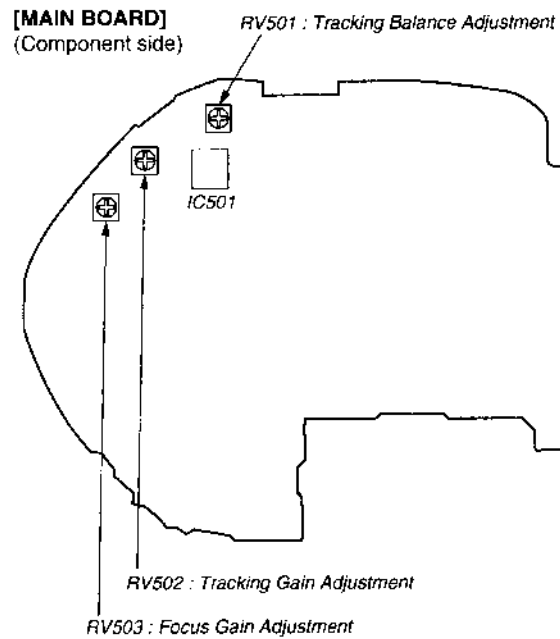 [MAIN BOARD]
(Component side)
RV501 : Tracking Balance Adjustment
IC501
RV502 : Tracking Gain Adjustment
RV503 : Focus Gain Adjustment